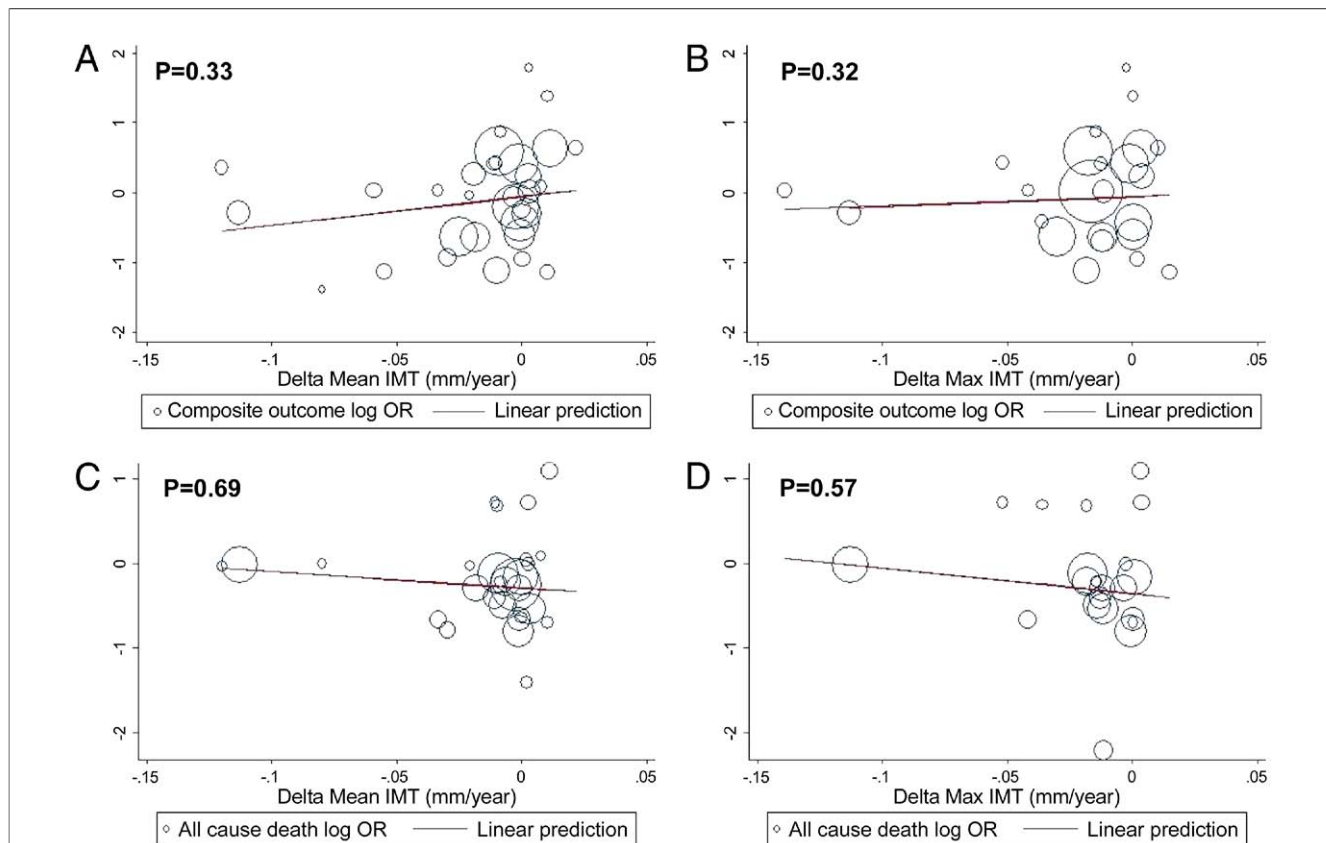 A
P=0.33
2
1
0
-1
-2
-.15
-.1
-.05
0
.05
Delta Mean IMT (mm/year)
Composite outcome log OR
Linear prediction
B
P=0.32
2
1
0
-1
-2
-.15
-.1
-.05
0
.05
Delta Max IMT (mm/year)
Composite outcome log OR
Linear prediction
C
P=0.69
1
0
-1
-2
-.15
-.1
-.05
0
.05
Delta Mean IMT (mm/year)
All cause death log OR
Linear prediction
D
P=0.57
1
0
-1
-2
-.15
-.1
-.05
0
.05
Delta Max IMT (mm/year)
All cause death log OR
Linear prediction